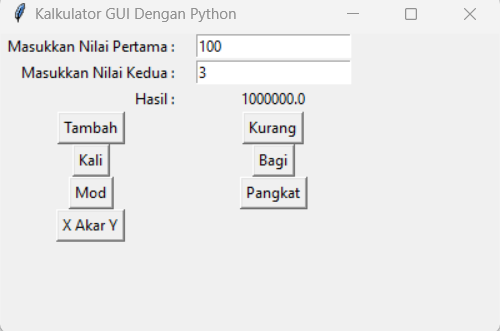 Kalkulator GUI Dengan Python
Masukkan Nilai Pertama : 100
Masukkan Nilai Kedua : 3
Hasil : 1000000.0
Tambah Kurang
Kali Bagi
Mod Pangkat
X Akar Y